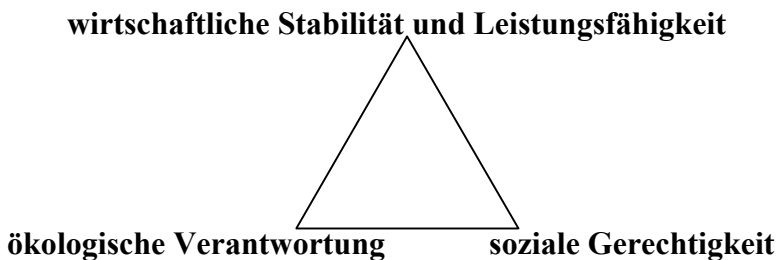 wirtschaftliche Stabilität und Leistungsfähigkeit
ökologische Verantwortung soziale Gerechtigkeit